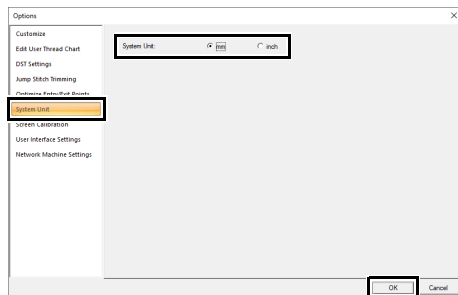 Options
Customize
Edit User Thread Chart
DST Settings
Jump Stitch Trimming
Optimize Entry/Exit Points
System Unit
Screen Calibration
User Interface Settings
Network Machine Settings
System Unit: mm inch
OK Cancel